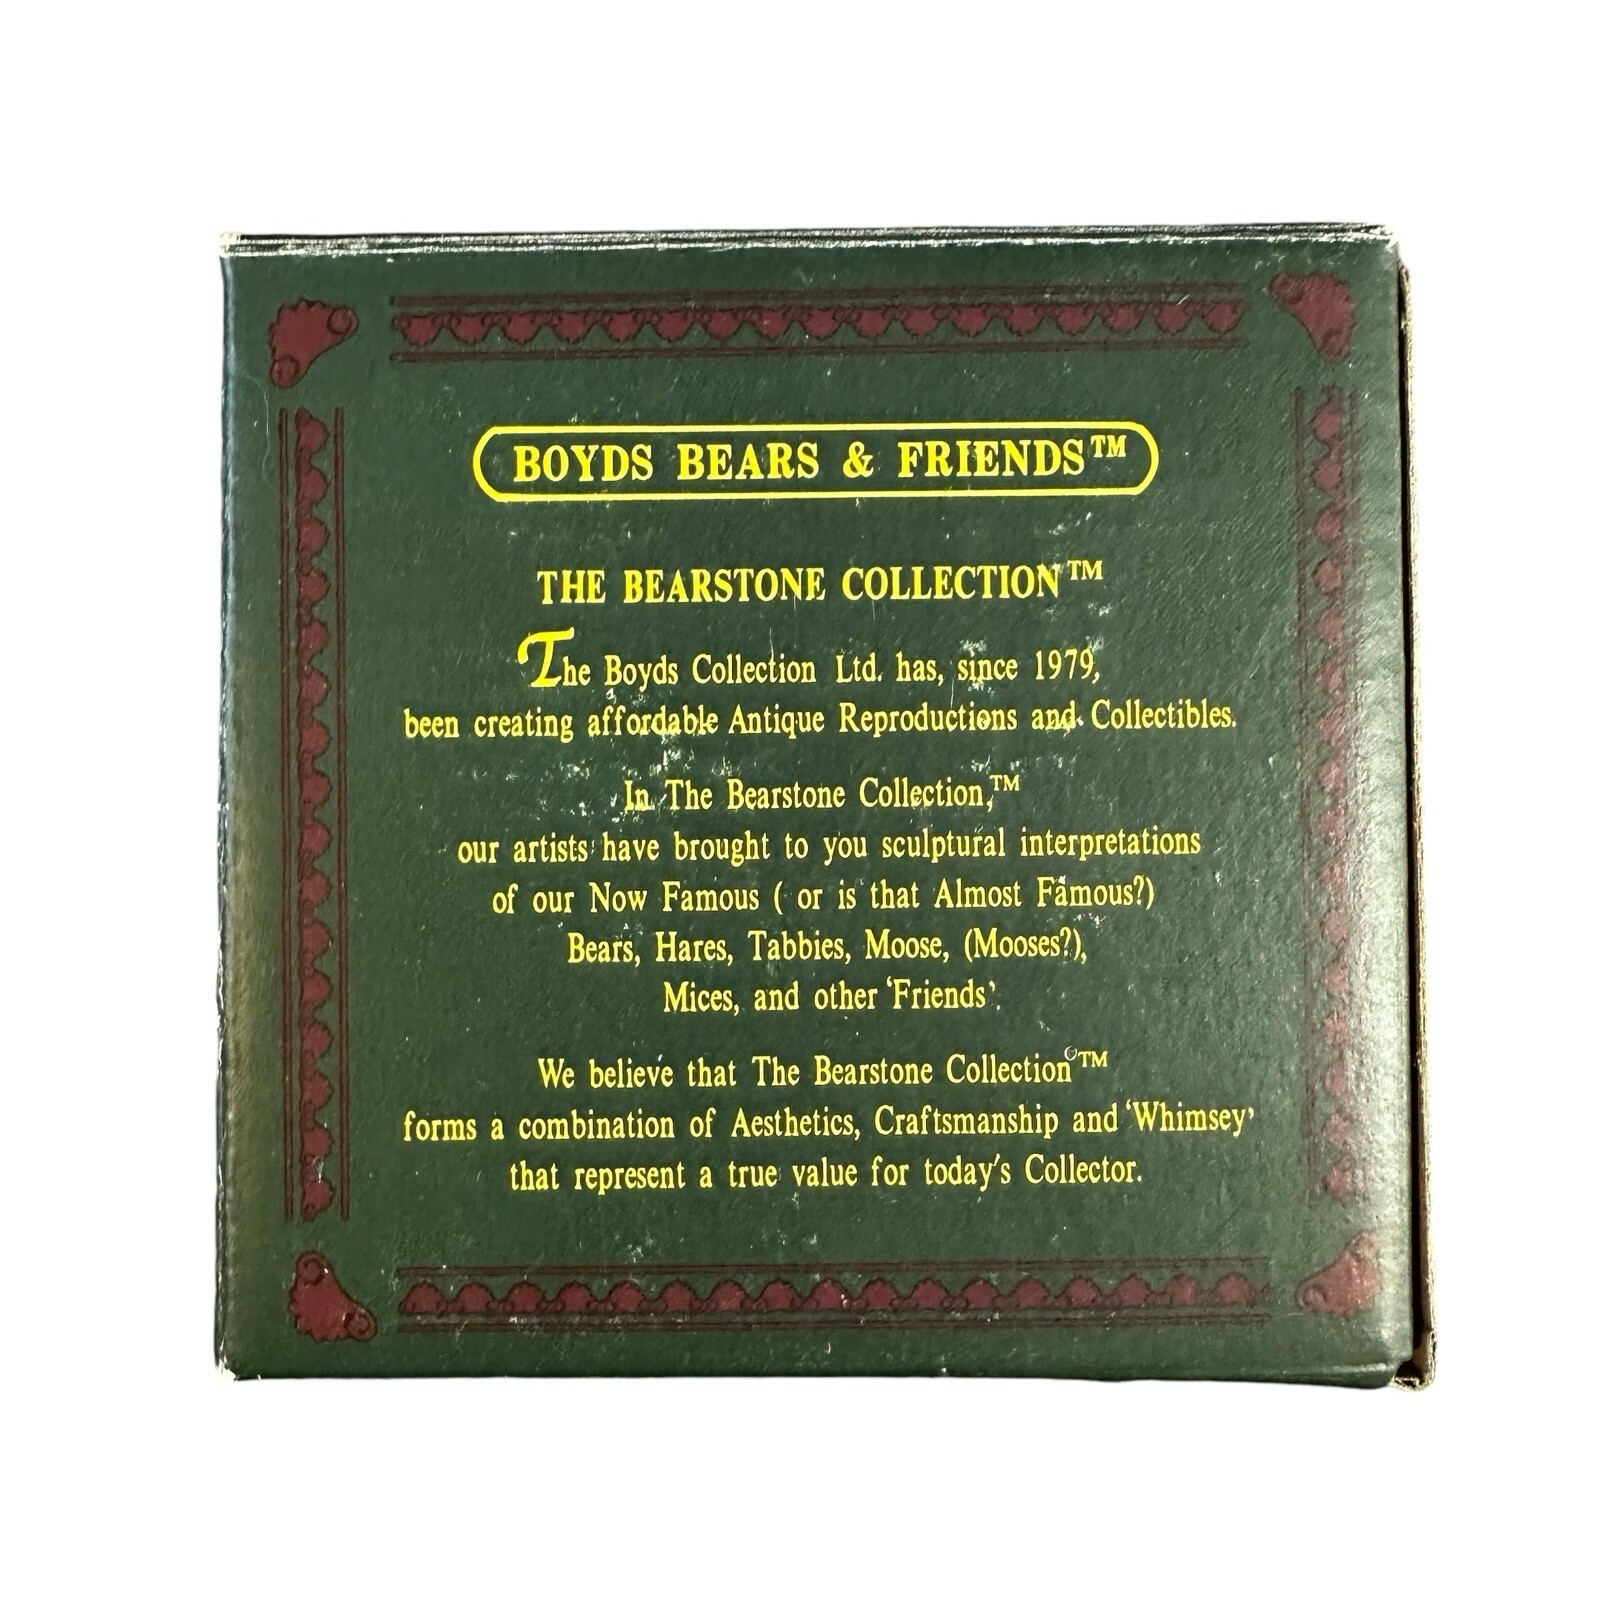 BOYDS BEARS & FRIENDS™
THE BEARSTONE COLLECTION™
The Boyds Collection Ltd. has, since 1979,
been creating affordable Antique Reproductions and Collectibles.
In The Bearstone Collection,™
our artists have brought to you sculptural interpretations
of our Now Famous ( or is that Almost Famous?)
Bears, Hares, Tabbies, Moose, (Mooses?),
Mices, and other ‘Friends’.
We believe that The Bearstone Collection™
forms a combination of Aesthetics, Craftsmanship and ‘Whimsey’
that represent a true value for today's Collector.